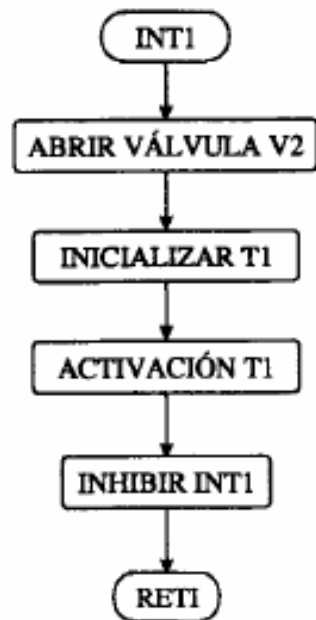 INT1
ABRIR VÁLVULA V2
INICIALIZAR T1
ACTIVACIÓN T1
INHIBIR INT1
RETI